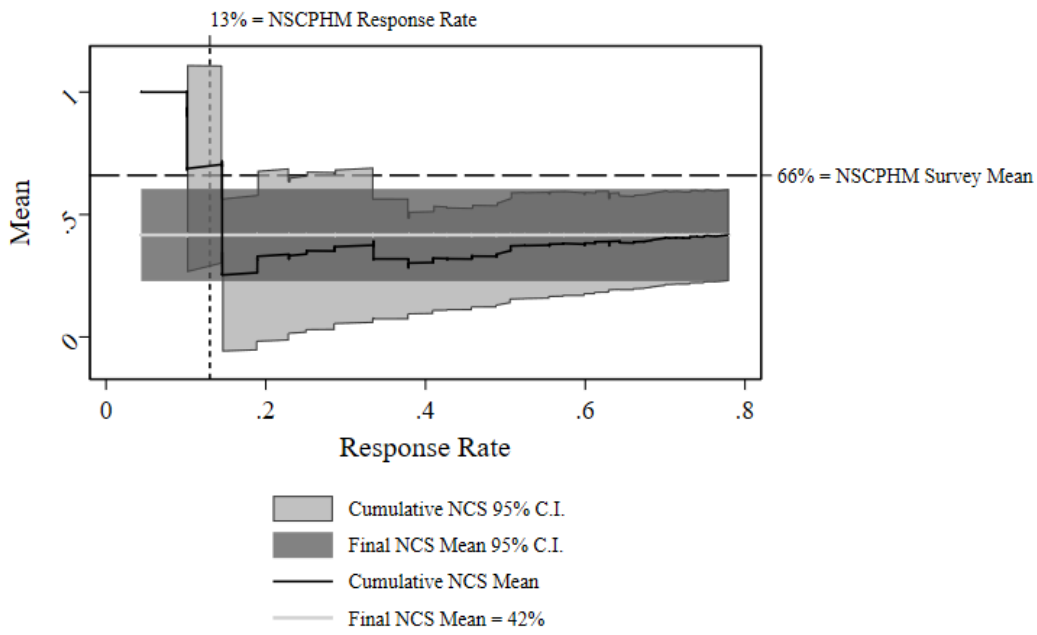 13% = NSCPHM Response Rate
1
.5
0
Mean
66% = NSCPHM Survey Mean
0
.2
.4
.6
.8
Response Rate
Cumulative NCS 95% C.I.
Final NCS Mean 95% C.I.
Cumulative NCS Mean
Final NCS Mean = 42%